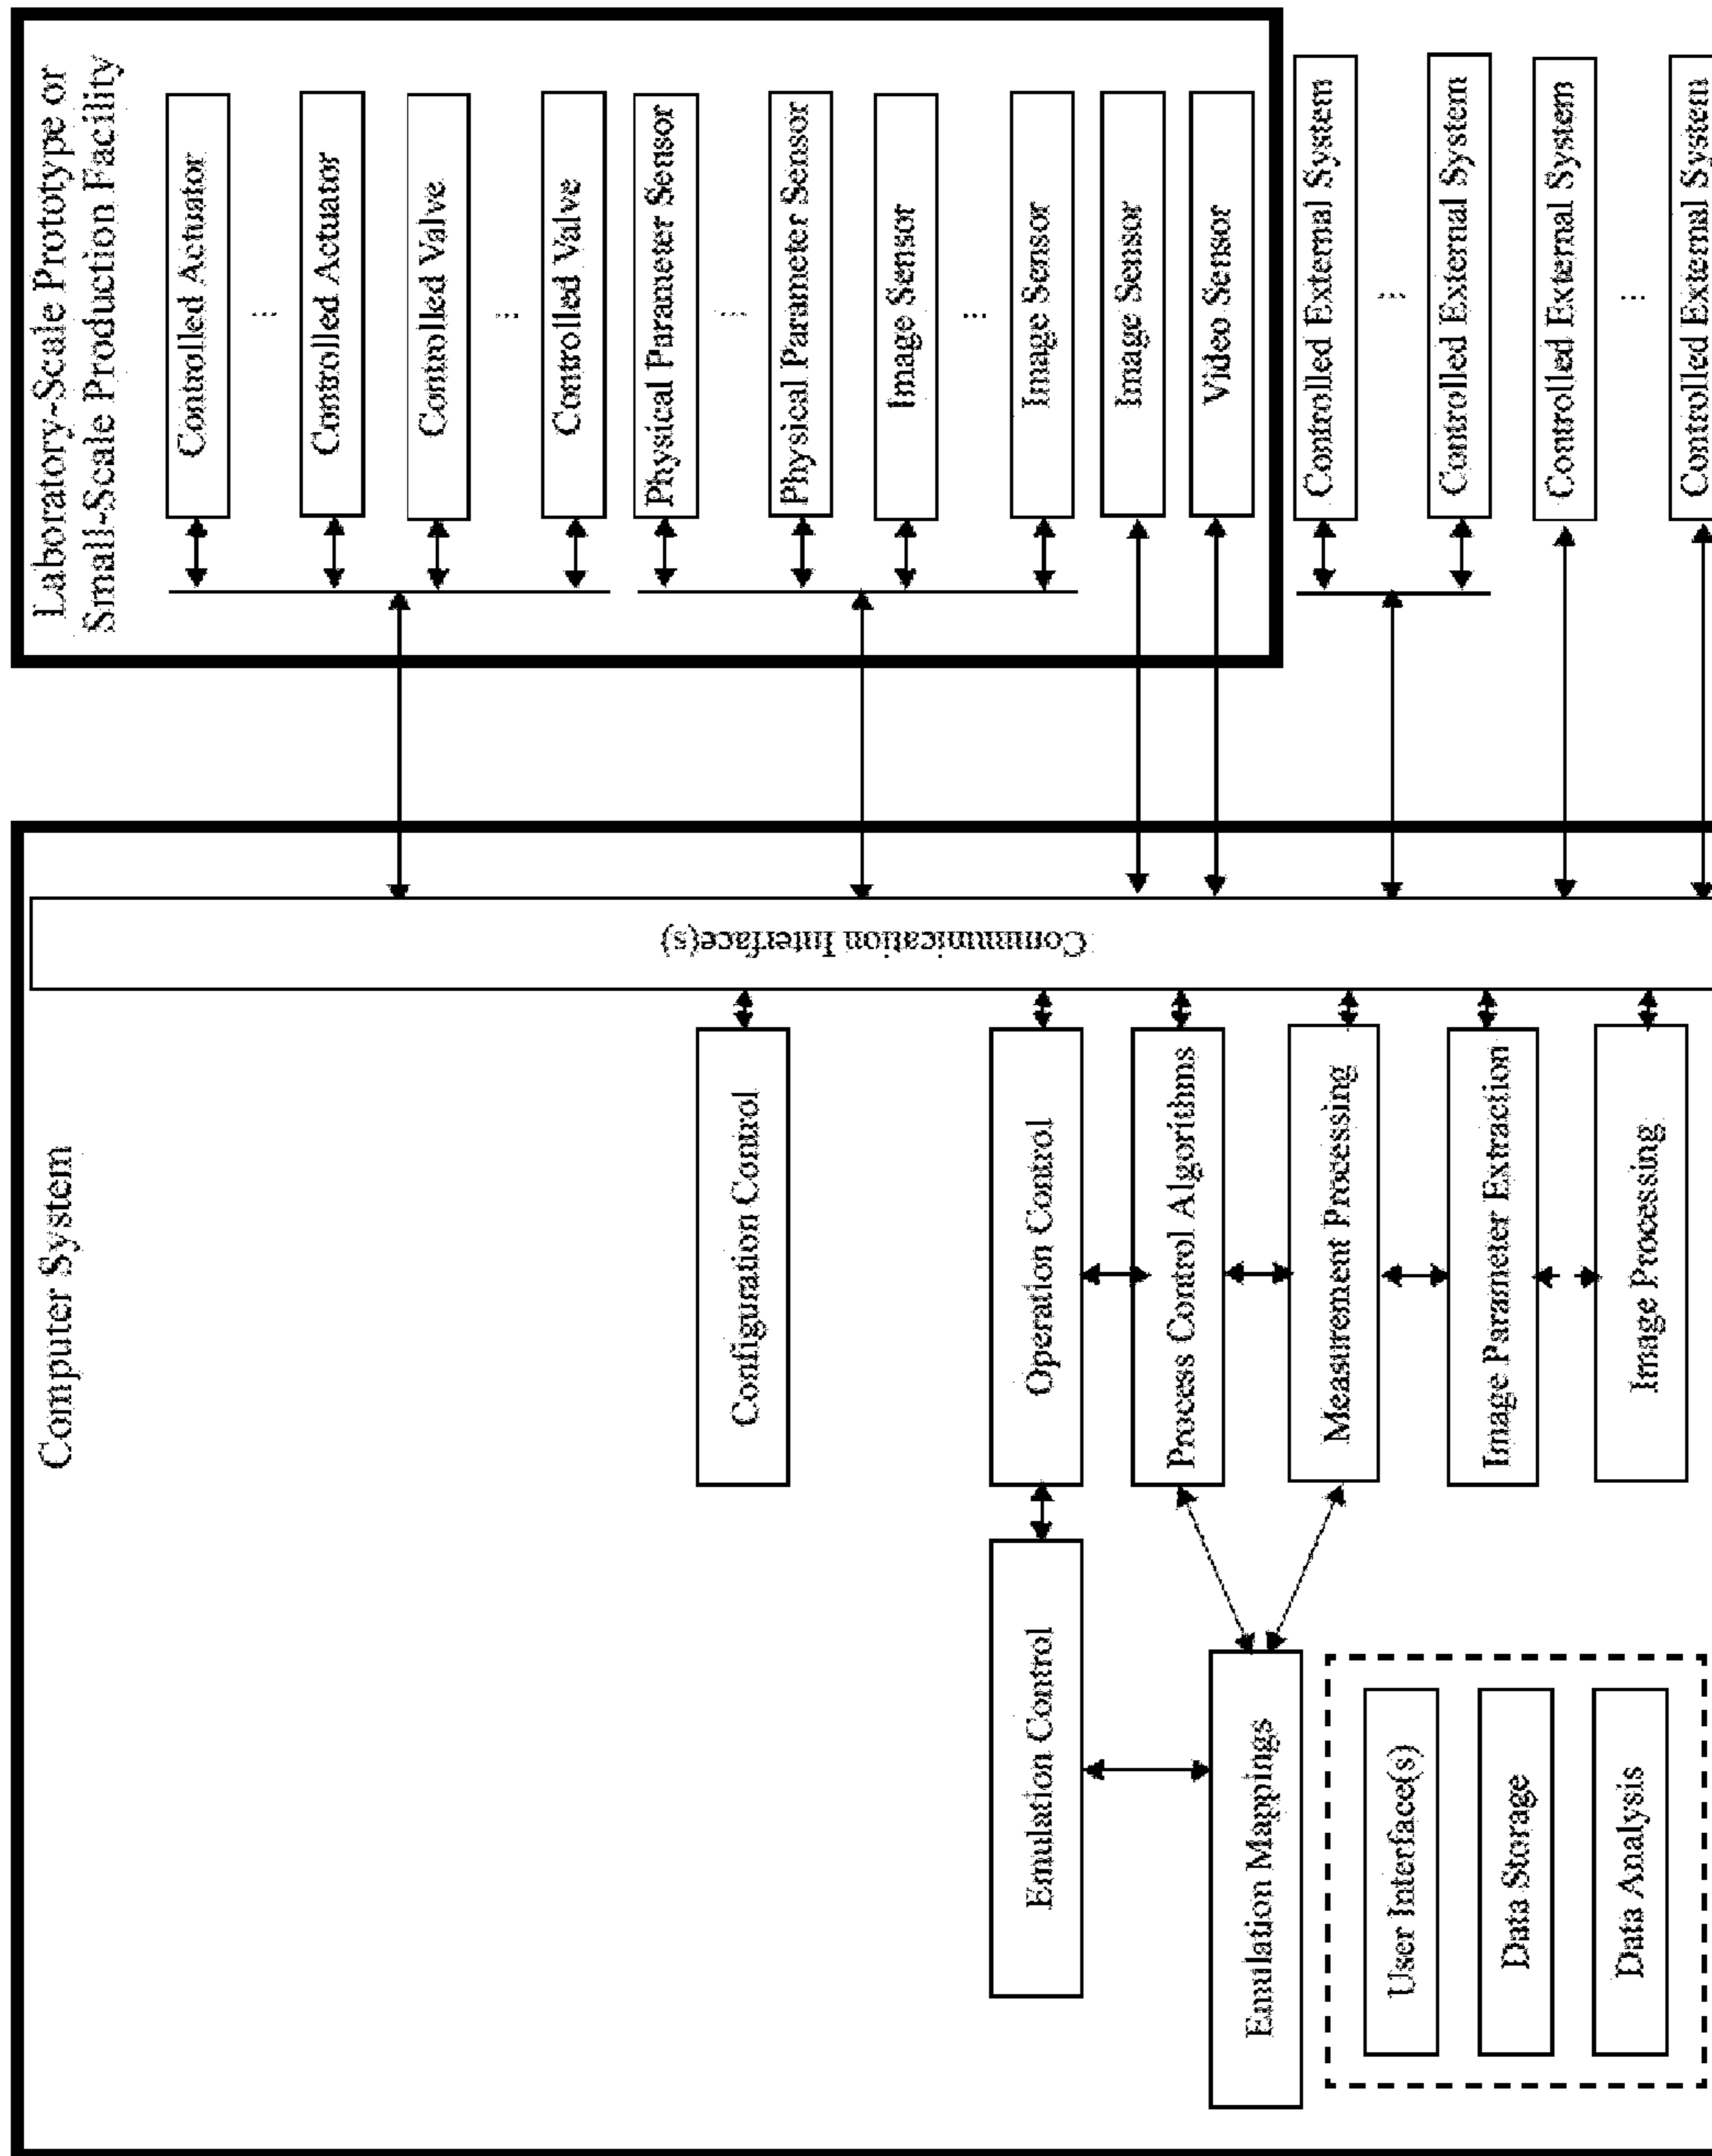 Laboratory-Scale Prototype or
Small-Scale Production Facility
Controlled Actuator
...
Controlled Actuator
Controlled Valve
...
Controlled Valve
Physical Parameter Sensor
...
Physical Parameter Sensor
Image Sensor
...
Image Sensor
Image Sensor
Video Sensor
Controlled External System
...
Controlled External System
Controlled External System
...
Controlled External System
Computer System
Communication Interface(s)
Configuration Control
Operation Control
Process Control Algorithms
Measurement Processing
Image Parameter Extraction
Image Processing
Emulation Control
Emulation Mappings
User Interface(s)
Data Storage
Data Analysis